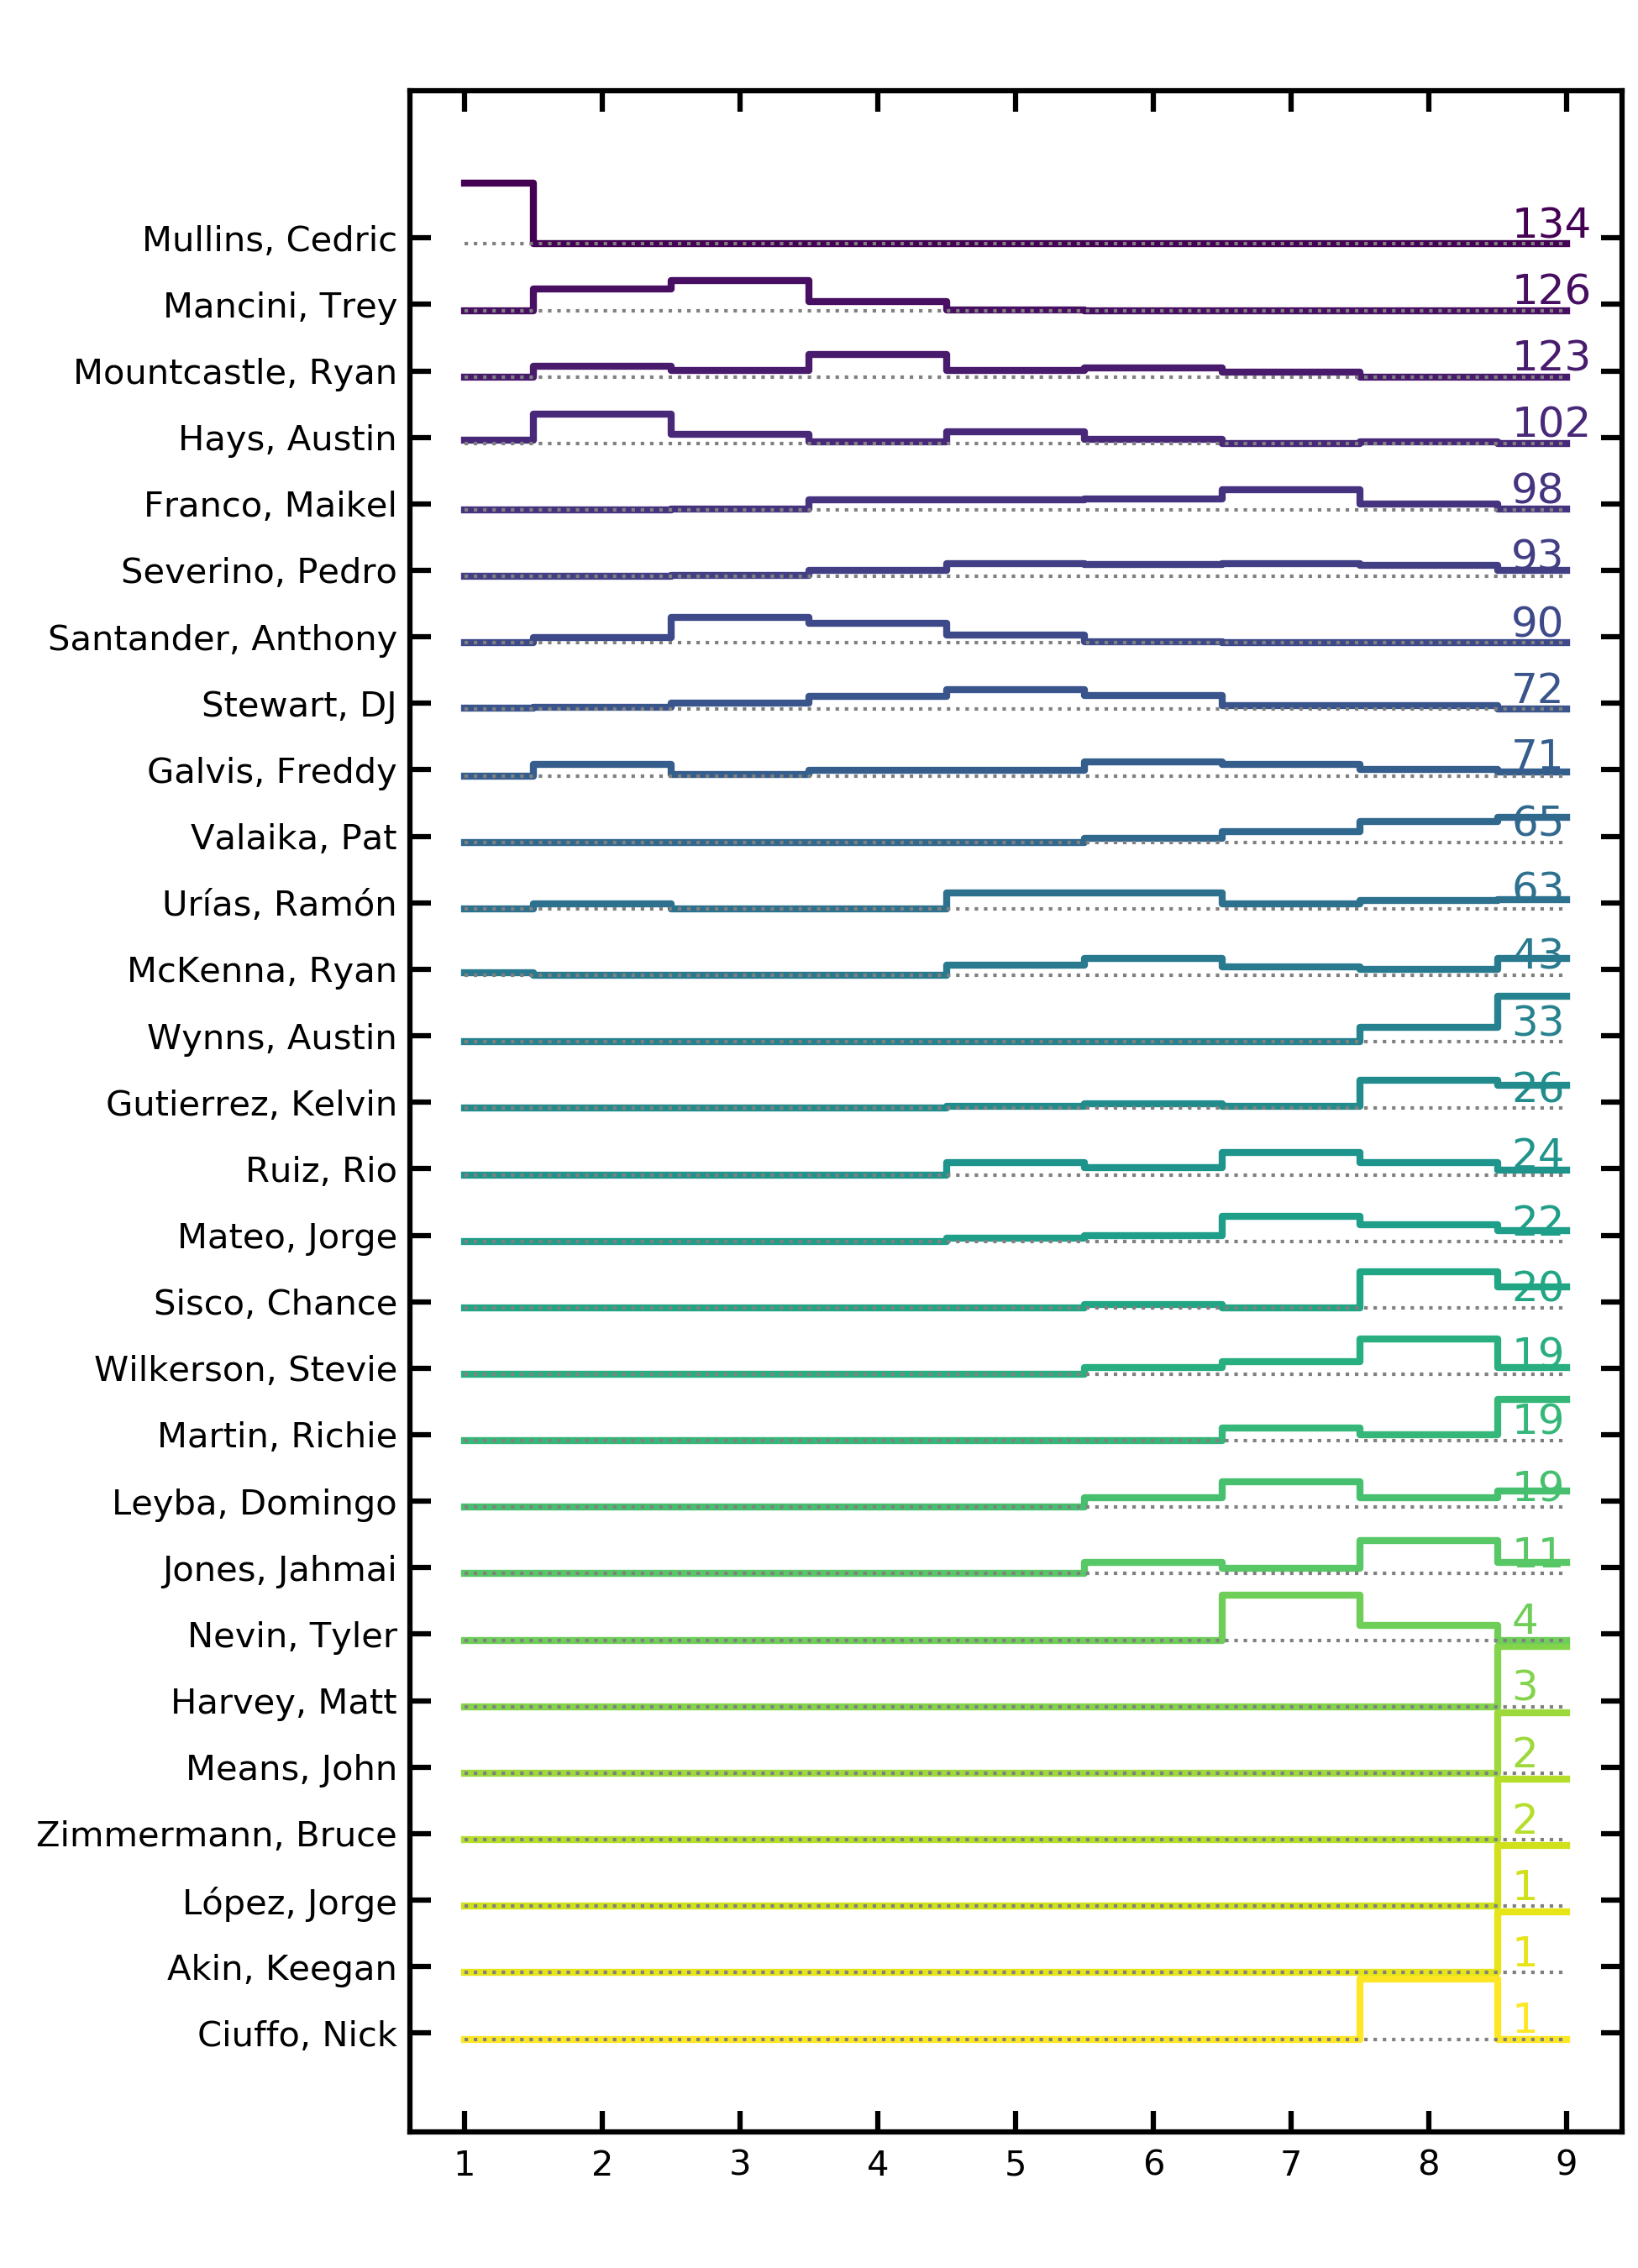 Mullins, Cedric 134
Mancini, Trey 126
Mountcastle, Ryan 123
Hays, Austin 102
Franco, Maikel 98
Severino, Pedro 93
Santander, Anthony 90
Stewart, DJ 72
Galvis, Freddy 71
Valaika, Pat 65
Urías, Ramón 63
McKenna, Ryan 43
Wynns, Austin 33
Gutierrez, Kelvin 26
Ruiz, Rio 24
Mateo, Jorge 22
Sisco, Chance 20
Wilkerson, Stevie 19
Martin, Richie 19
Leyba, Domingo 19
Jones, Jahmai 11
Nevin, Tyler 4
Harvey, Matt 3
Means, John 2
Zimmermann, Bruce 2
López, Jorge 1
Akin, Keegan 1
Ciuffo, Nick 1
1 2 3 4 5 6 7 8 9